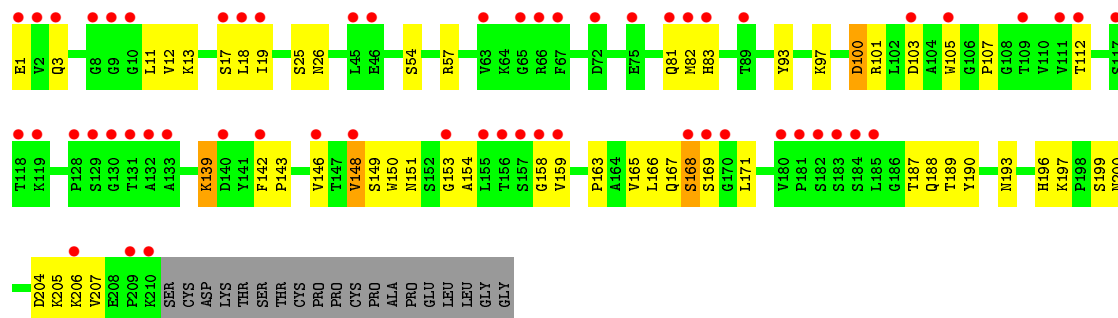 E1 V2 Q3 G8 G9 G10 L11 V12 K13 S17 L18 I19 S25 N26 L45 E46 S54 R57 V63 K64 G65 R66 F67 D72 E75 Q81 M82 H83 T89 Y93 K97 D100 R101 L102 D103 A104 W105 G106 P107 G108 T109 V110 V111 T112 S117
T118 K119 P128 S129 G130 T131 A132 A133 K139 D140 Y141 F142 P143 V146 T147 V148 S149 W150 N151 S152 G153 A154 L155 T156 S157 G158 V159 P163 A164 V165 L166 Q167 S168 S169 G170 L171 V180 P181 S182 S183 S184 L185 G186 T187 Q188 T189 Y190 N193 H196 K197 P198 S199 N200
D204 K205 K206 V207 E208 P209 K210 SER CYS ASP LYS THR SER THR CYS PRO PRO CYS PRO ALA PRO GLU LEU LEU GLY GLY